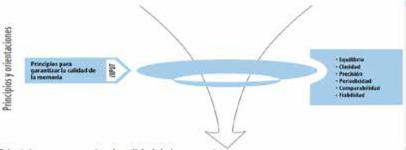 Principios y orientaciones
Principios para
garantizar la calidad de
la memoria
INPUT
• Equilibrio
• Claridad
• Precisión
• Periodicidad
• Comparabilidad
• Fiabilidad